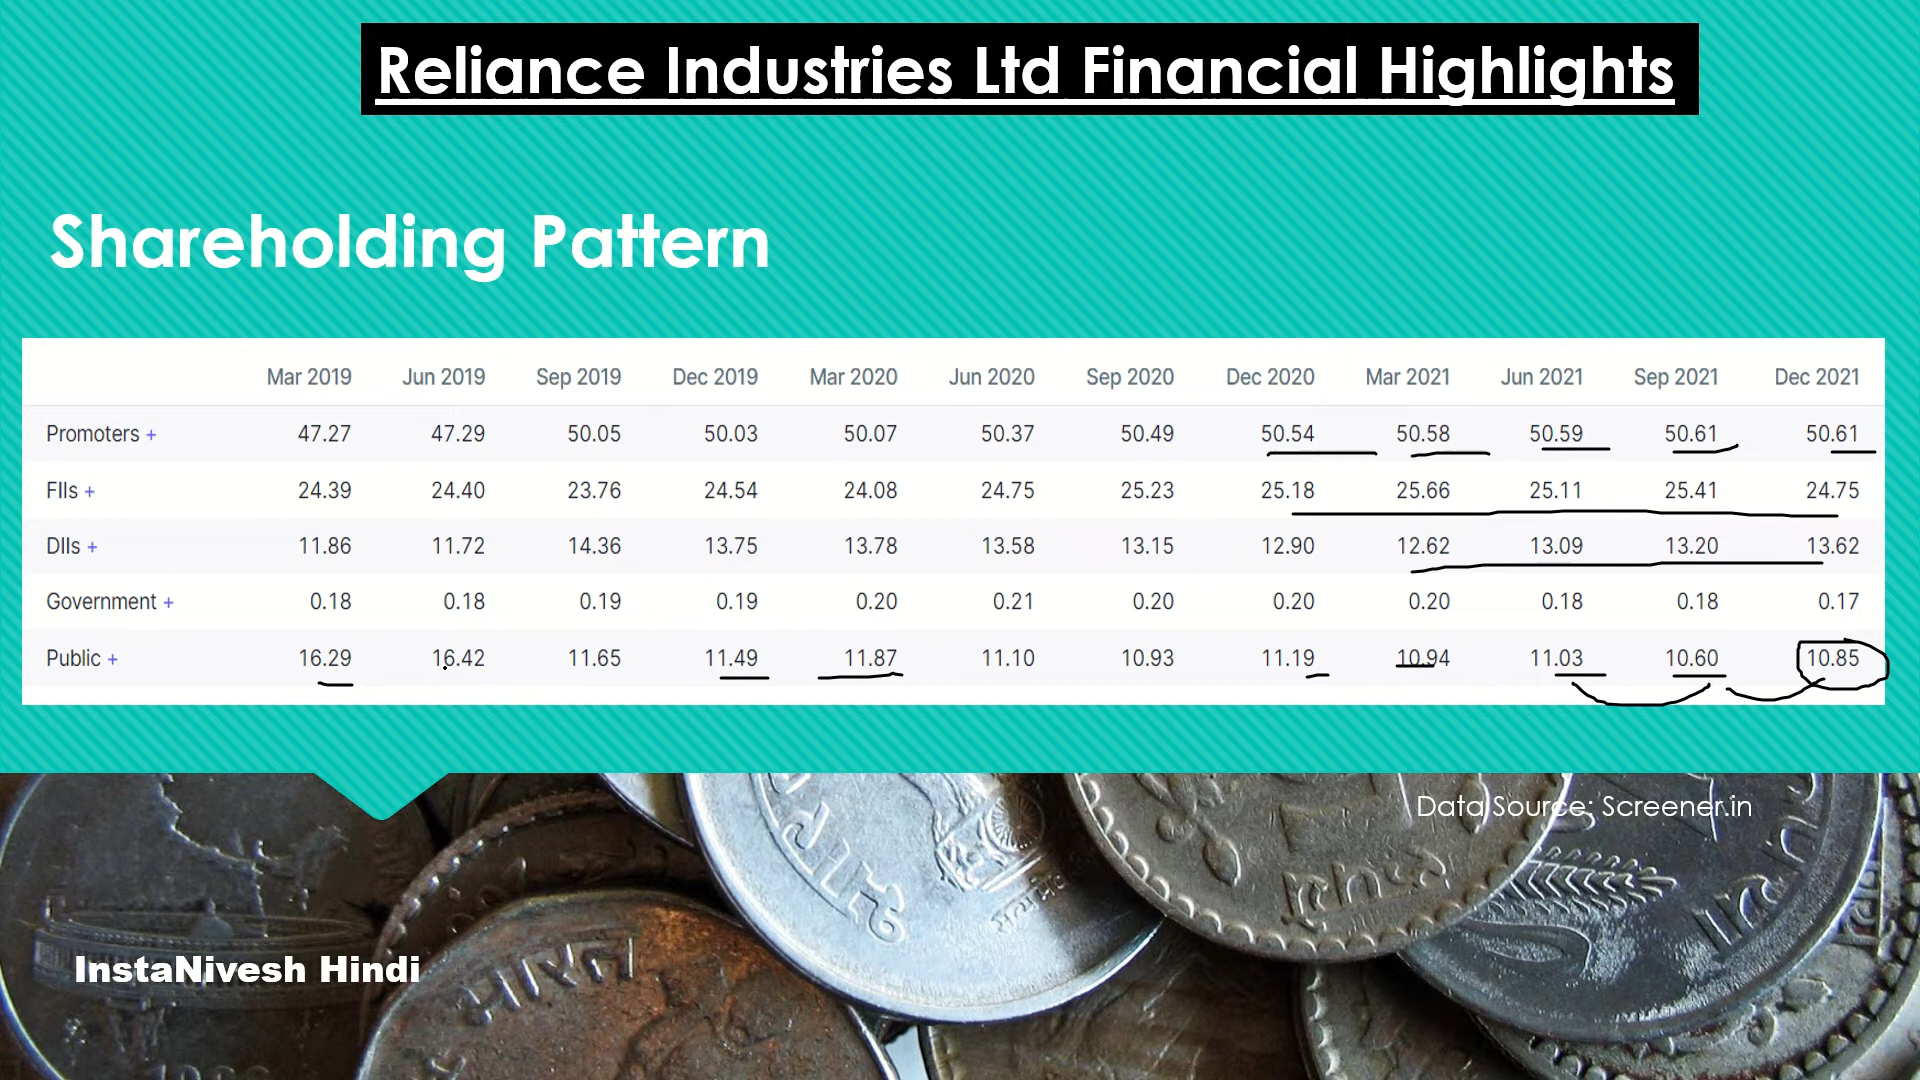 Reliance Industries Ltd Financial Highlights
Shareholding Pattern
Mar 2019 Jun 2019 Sep 2019 Dec 2019 Mar 2020 Jun 2020 Sep 2020 Dec 2020 Mar 2021 Jun 2021 Sep 2021 Dec 2021
Promoters + 47.27 47.29 50.05 50.03 50.07 50.37 50.49 50.54 50.58 50.59 50.61 50.61
FIIs + 24.39 24.40 23.76 24.54 24.08 24.75 25.23 25.18 25.66 25.11 25.41 24.75
DIIs + 11.86 11.72 14.36 13.75 13.78 13.58 13.15 12.90 12.62 13.09 13.20 13.62
Government + 0.18 0.18 0.19 0.19 0.20 0.21 0.20 0.20 0.20 0.18 0.18 0.17
Public + 16.29 16.42 11.65 11.49 11.87 11.10 10.93 11.19 10.94 11.03 10.60 10.85
Data Source: Screener.in
InstaNivesh Hindi